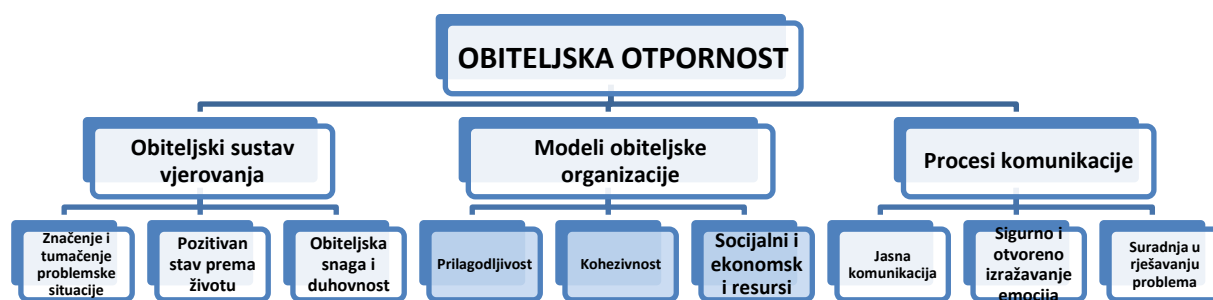 OBITELJSKA OTPORNOST
Obiteljski sustav
vjerovanja
Modeli obiteljske
organizacije
Procesi komunikacije
Značenje i
tumačenje
problemske
situacije
Pozitivan
stav prema
životu
Obiteljska
snaga i
duhovnost
Prilagodljivost
Kohezivnost
Socijalni i
ekonomsk
i resursi
Jasna
komunikacija
Sigurno i
otvoreno
izražavanje
emocija
Suradnja u
rješavanju
problema